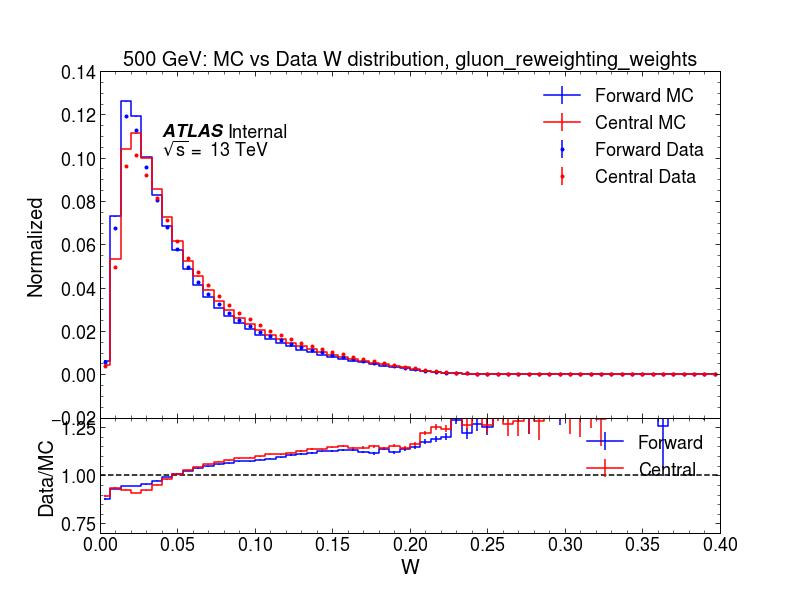 500 GeV: MC vs Data W distribution, gluon_reweighting_weights
0.14
0.12
0.10
0.08
0.06
0.04
0.02
0.00
−0.02
Normalized
ATLAS Internal
√s = 13 TeV
Forward MC
Central MC
Forward Data
Central Data
1.25
1.00
0.75
Data/MC
Forward
Central
0.00 0.05 0.10 0.15 0.20 0.25 0.30 0.35 0.40
W